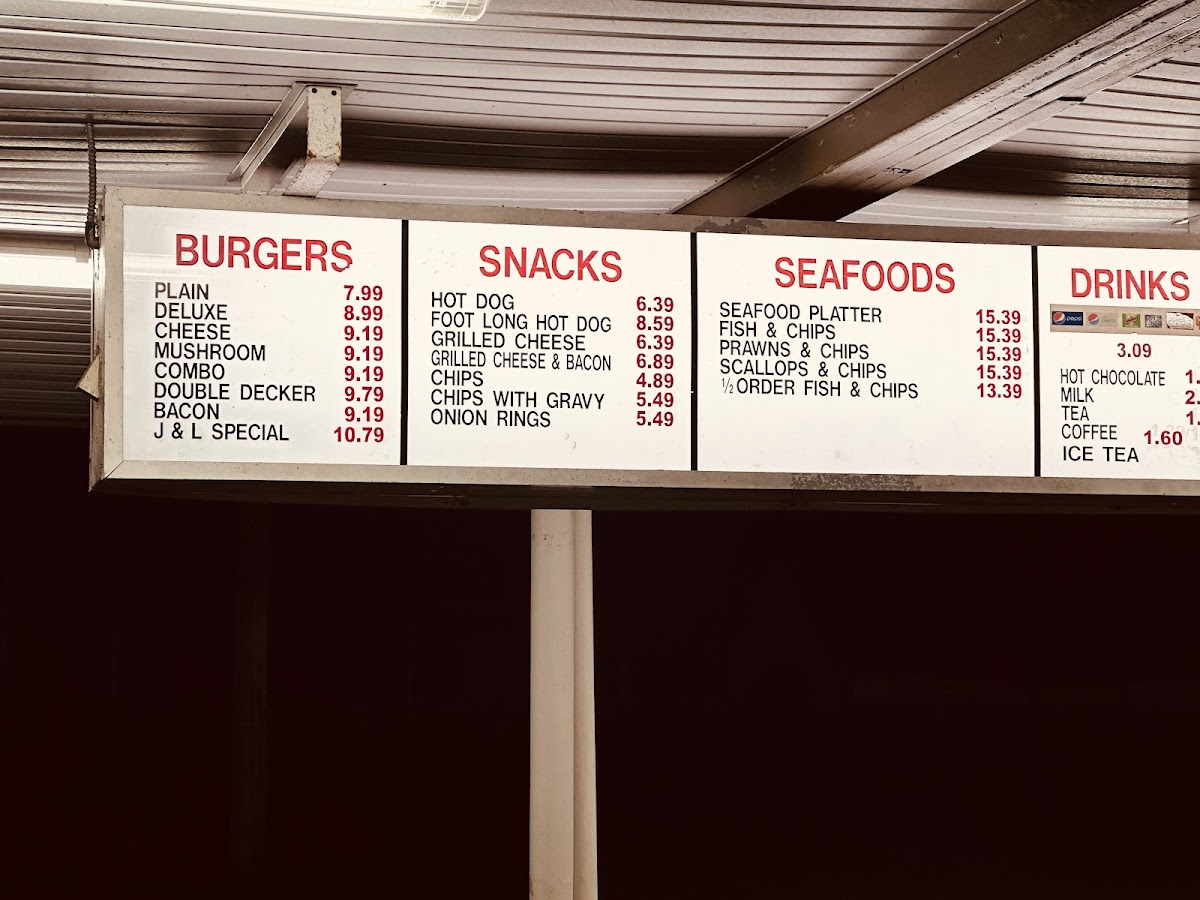 BURGERS
PLAIN 7.99
DELUXE 8.99
CHEESE 9.19
MUSHROOM 9.19
COMBO 9.19
DOUBLE DECKER 9.79
BACON 9.19
J & L SPECIAL 10.79
SNACKS
HOT DOG 6.39
FOOT LONG HOT DOG 8.59
GRILLED CHEESE 6.39
GRILLED CHEESE & BACON 6.89
CHIPS 4.89
CHIPS WITH GRAVY 5.49
ONION RINGS 5.49
SEAFOODS
SEAFOOD PLATTER 15.39
FISH & CHIPS 15.39
PRAWNS & CHIPS 15.39
SCALLOPS & CHIPS 15.39
½ ORDER FISH & CHIPS 13.39
DRINKS
pepsi
3.09
HOT CHOCOLATE 1.
MILK 2.
TEA 1.
COFFEE 1.60
ICE TEA